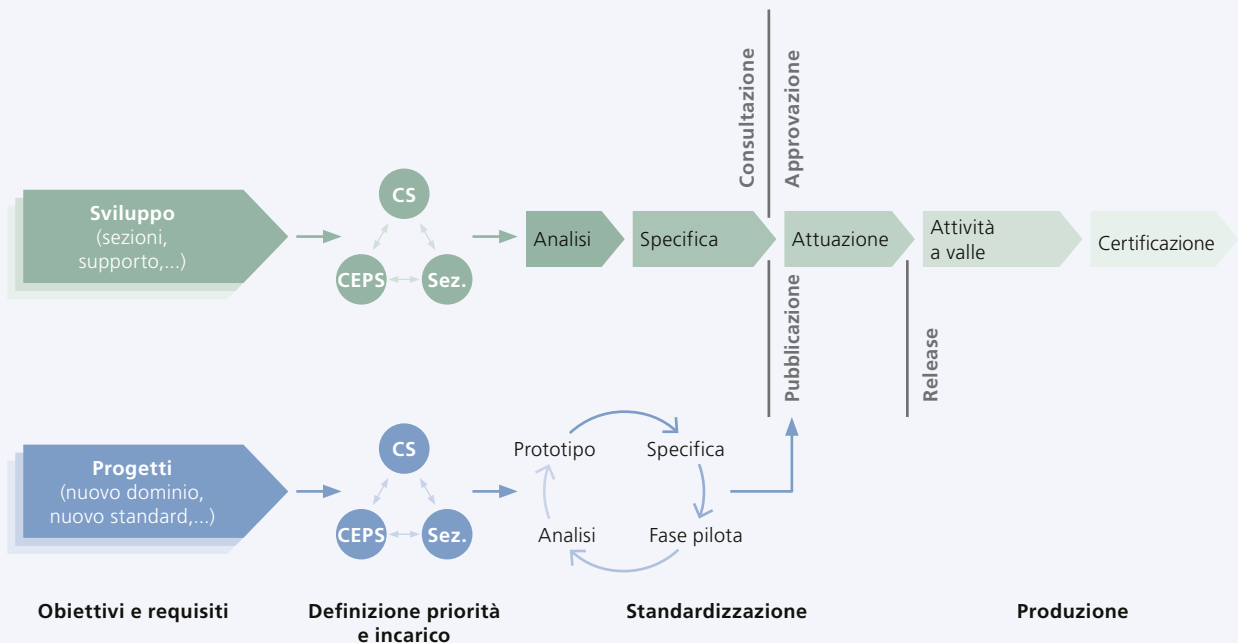 Consultazione
Approvazione
Sviluppo
(sezioni,
supporto,...)
CS
CEPS
Sez.
Analisi
Specifica
Attuazione
Attività
a valle
Certificazione
Pubblicazione
Release
Progetti
(nuovo dominio,
nuovo standard,...)
CS
CEPS
Sez.
Prototipo
Specifica
Analisi
Fase pilota
Obiettivi e requisiti
Definizione priorità
e incarico
Standardizzazione
Produzione